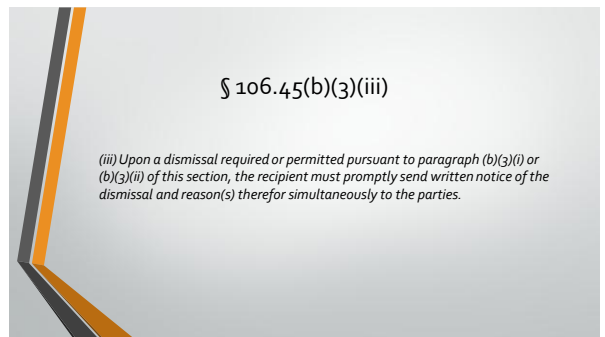 § 106.45(b)(3)(iii)
(iii) Upon a dismissal required or permitted pursuant to paragraph (b)(3)(i) or
(b)(3)(ii) of this section, the recipient must promptly send written notice of the
dismissal and reason(s) therefor simultaneously to the parties.